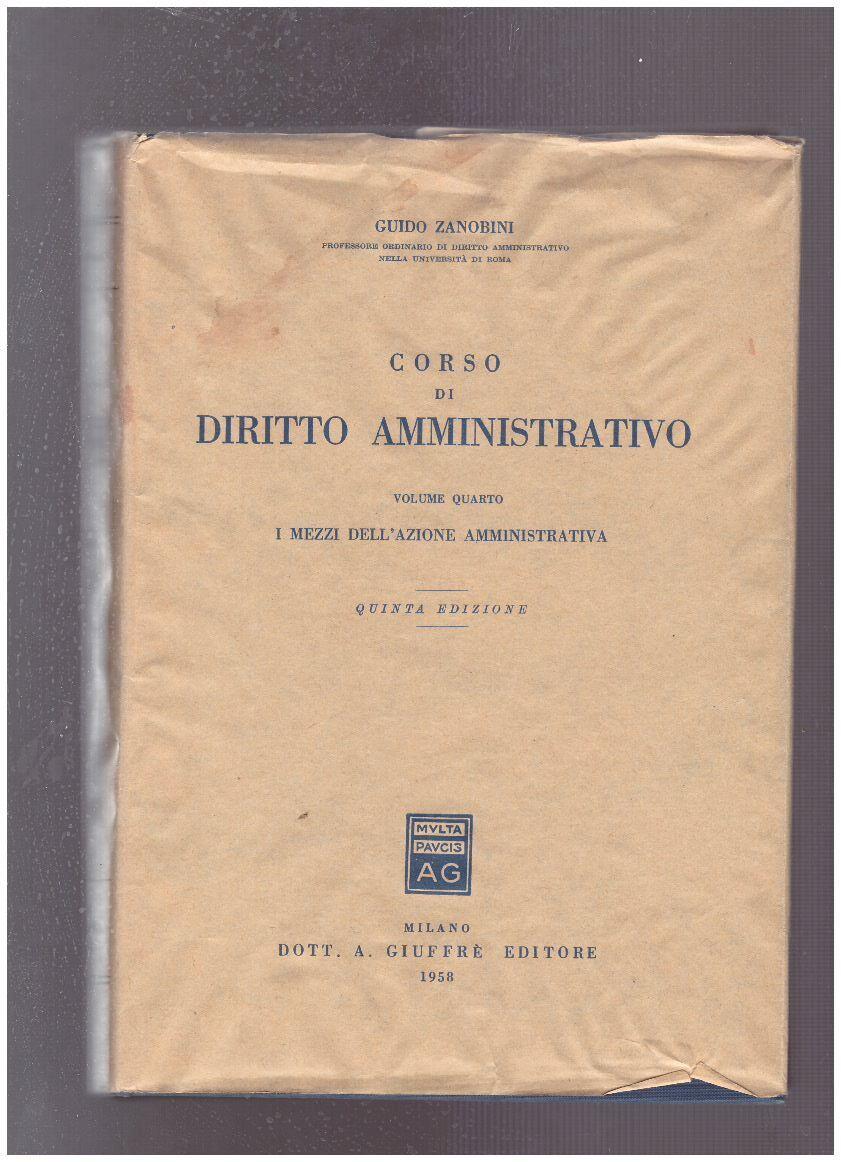 GUIDO ZANOBINI
PROFESSORE ORDINARIO DI DIRITTO AMMINISTRATIVO
NELLA UNIVERSITÀ DI ROMA
CORSO
DI
DIRITTO AMMINISTRATIVO
VOLUME QUARTO
I MEZZI DELL'AZIONE AMMINISTRATIVA
QUINTA EDIZIONE
MVLTA
PAVCIS
AG
MILANO
DOTT. A. GIUFFRÈ EDITORE
1958